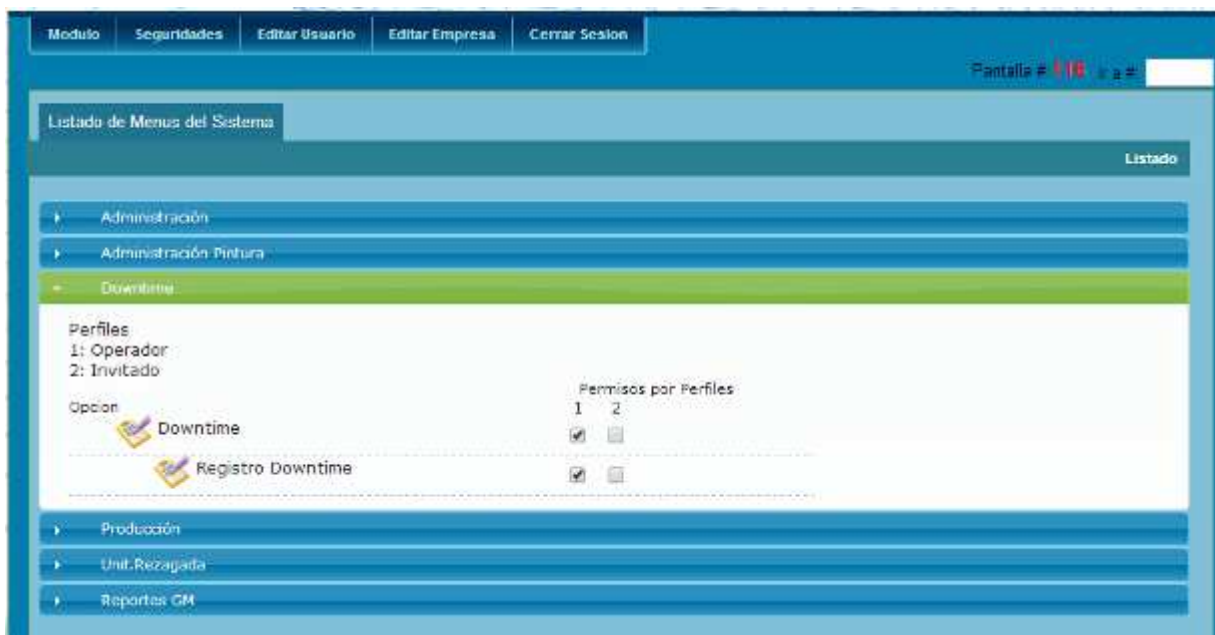 Modulo Seguridades Editar Usuario Editar Empresa Cerrar Sesion
Pantalla # 116 ir a #:
Listado de Menus del Sistema
Listado
Administración
Administración Pintura
Downtime
Perfiles
1: Operador
2: Invitado
Permisos por Perfiles
Opcion 1 2
Downtime
Registro Downtime
Producción
Unit.Rezagada
Reportes GM